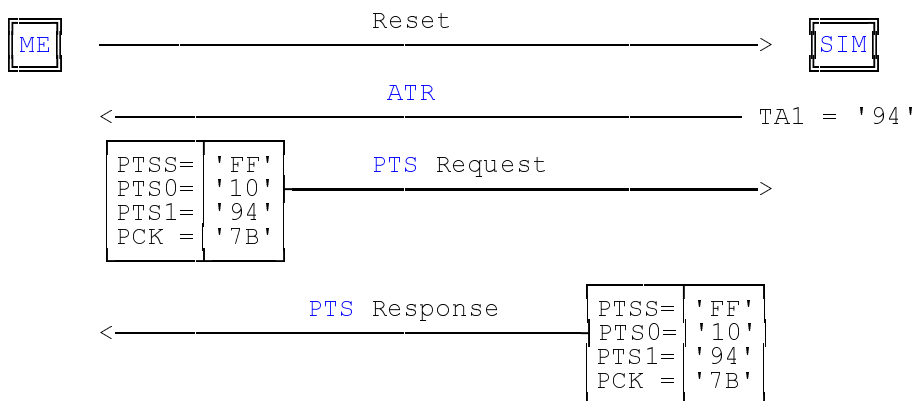 Reset
ME > SIM
ATR
< TA1 = '94'
PTSS= 'FF' PTS Request
PTS0= '10' >
PTS1= '94'
PCK = '7B'
PTS Response PTSS= 'FF'
< PTS0= '10'
PTS1= '94'
PCK = '7B'